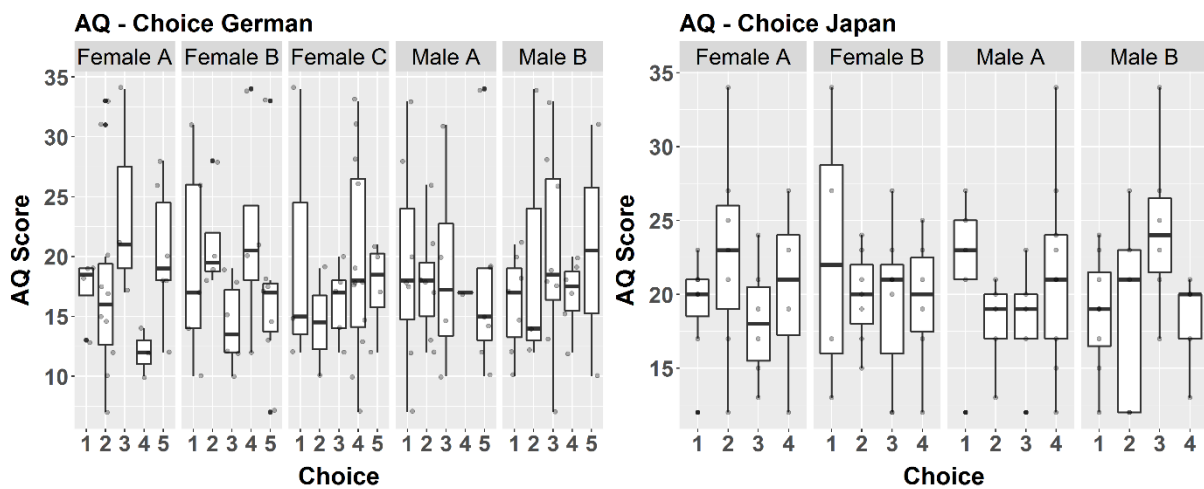 AQ - Choice German
Female A Female B Female C Male A Male B
35
30
25
20
15
10
AQ Score
1 2 3 4 5 1 2 3 4 5 1 2 3 4 5 1 2 3 4 5 1 2 3 4 5
Choice
AQ - Choice Japan
Female A Female B Male A Male B
35
30
25
20
15
AQ Score
1 2 3 4 1 2 3 4 1 2 3 4 1 2 3 4
Choice